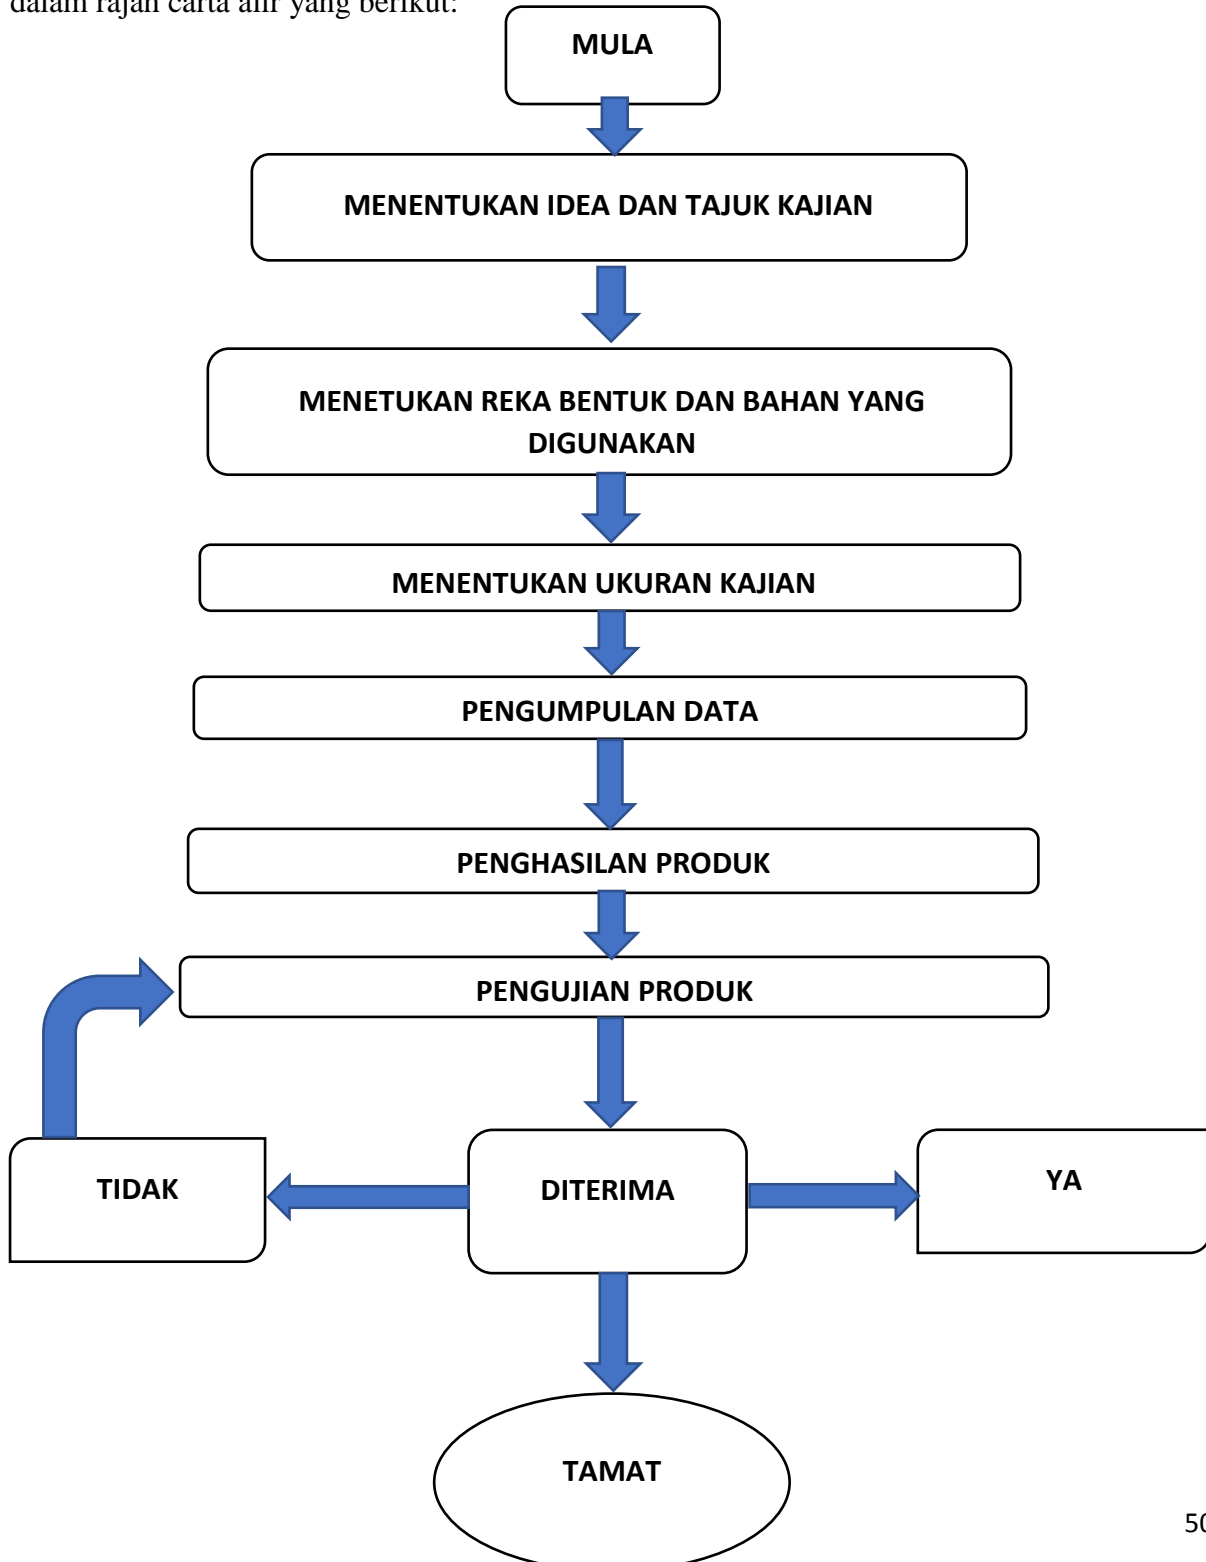 dalam rajah carta alir yang berikut:
MULA
MENENTUKAN IDEA DAN TAJUK KAJIAN
MENETUKAN REKA BENTUK DAN BAHAN YANG
DIGUNAKAN
MENENTUKAN UKURAN KAJIAN
PENGUMPULAN DATA
PENGHASILAN PRODUK
PENGUJIAN PRODUK
TIDAK
DITERIMA
YA
TAMAT
50